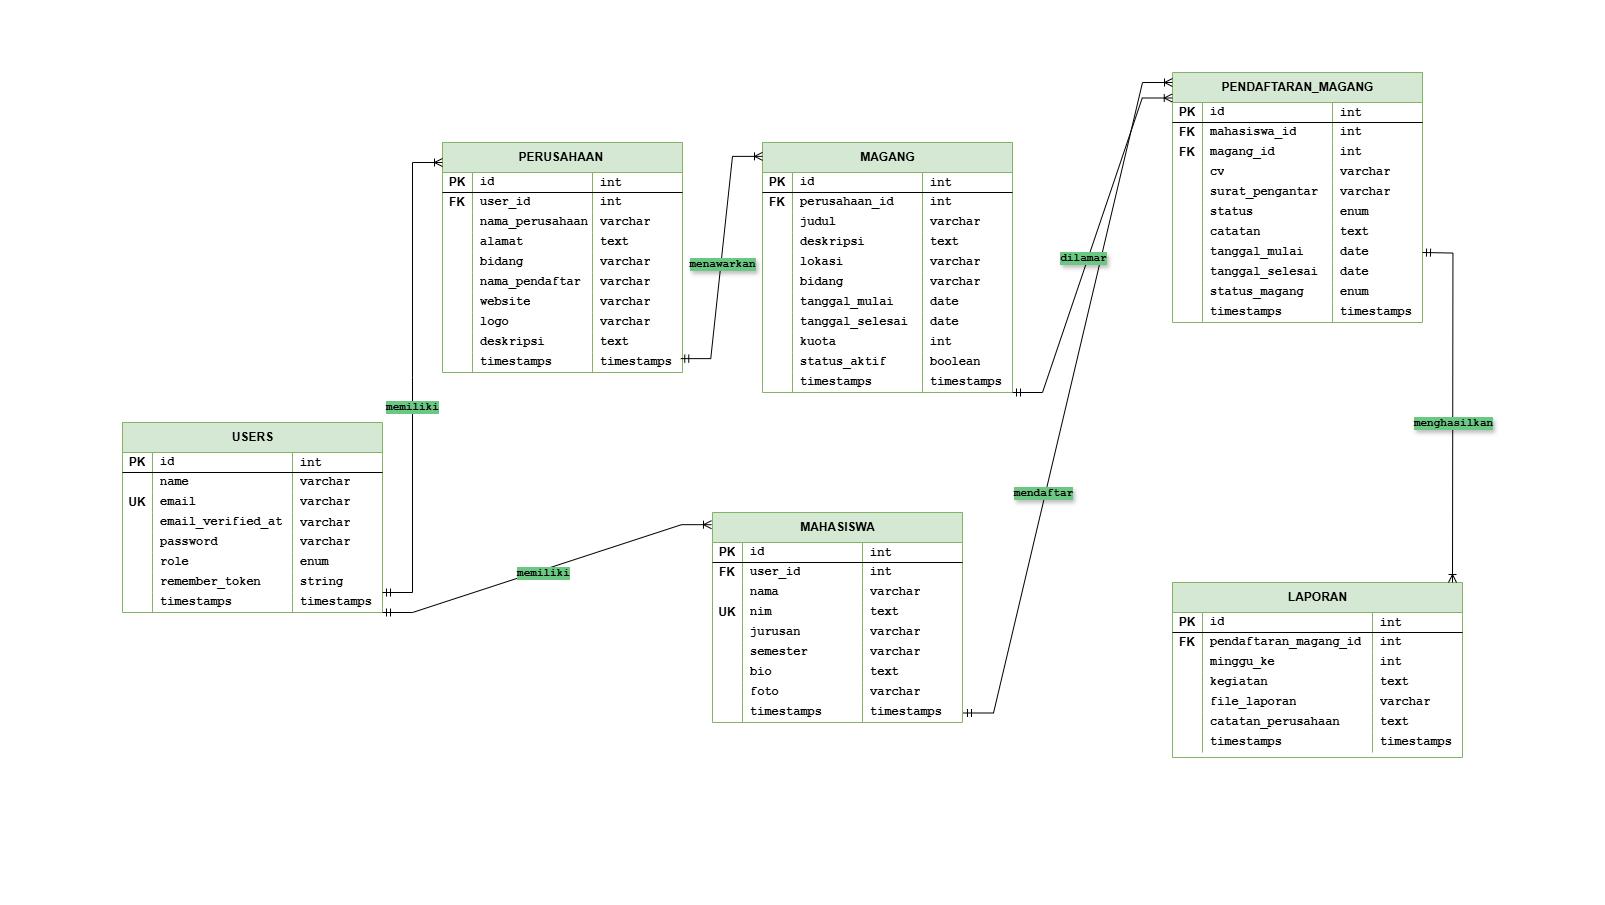 PENDAFTARAN_MAGANG
PK id int
FK mahasiswa_id int
FK magang_id int
cv varchar
surat_pengantar varchar
status enum
catatan text
tanggal_mulai date
tanggal_selesai date
status_magang enum
timestamps timestamps
PERUSAHAAN
PK id int
FK user_id int
nama_perusahaan varchar
alamat text
bidang varchar
nama_pendaftar varchar
website varchar
logo varchar
deskripsi text
timestamps timestamps
menawarkan
MAGANG
PK id int
FK perusahaan_id int
judul varchar
deskripsi text
lokasi varchar
bidang varchar
tanggal_mulai date
tanggal_selesai date
kuota int
status_aktif boolean
timestamps timestamps
dilamar
memiliki
menghasilkan
USERS
PK id int
name varchar
UK email varchar
email_verified_at varchar
password varchar
role enum
remember_token string
timestamps timestamps
memiliki
mendaftar
MAHASISWA
PK id int
FK user_id int
nama varchar
UK nim text
jurusan varchar
semester varchar
bio text
foto varchar
timestamps timestamps
LAPORAN
PK id int
FK pendaftaran_magang_id int
minggu_ke int
kegiatan text
file_laporan varchar
catatan_perusahaan text
timestamps timestamps